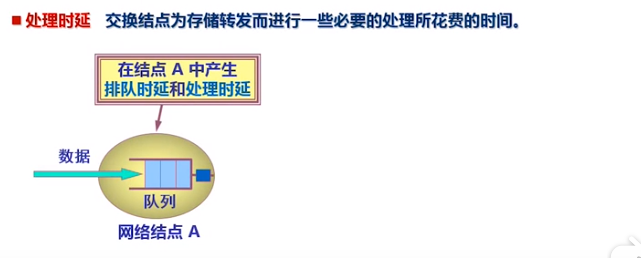 处理时延 交换结点为存储转发而进行一些必要的处理所花费的时间。
在结点 A 中产生
排队时延和处理时延
数据
队列
网络结点 A